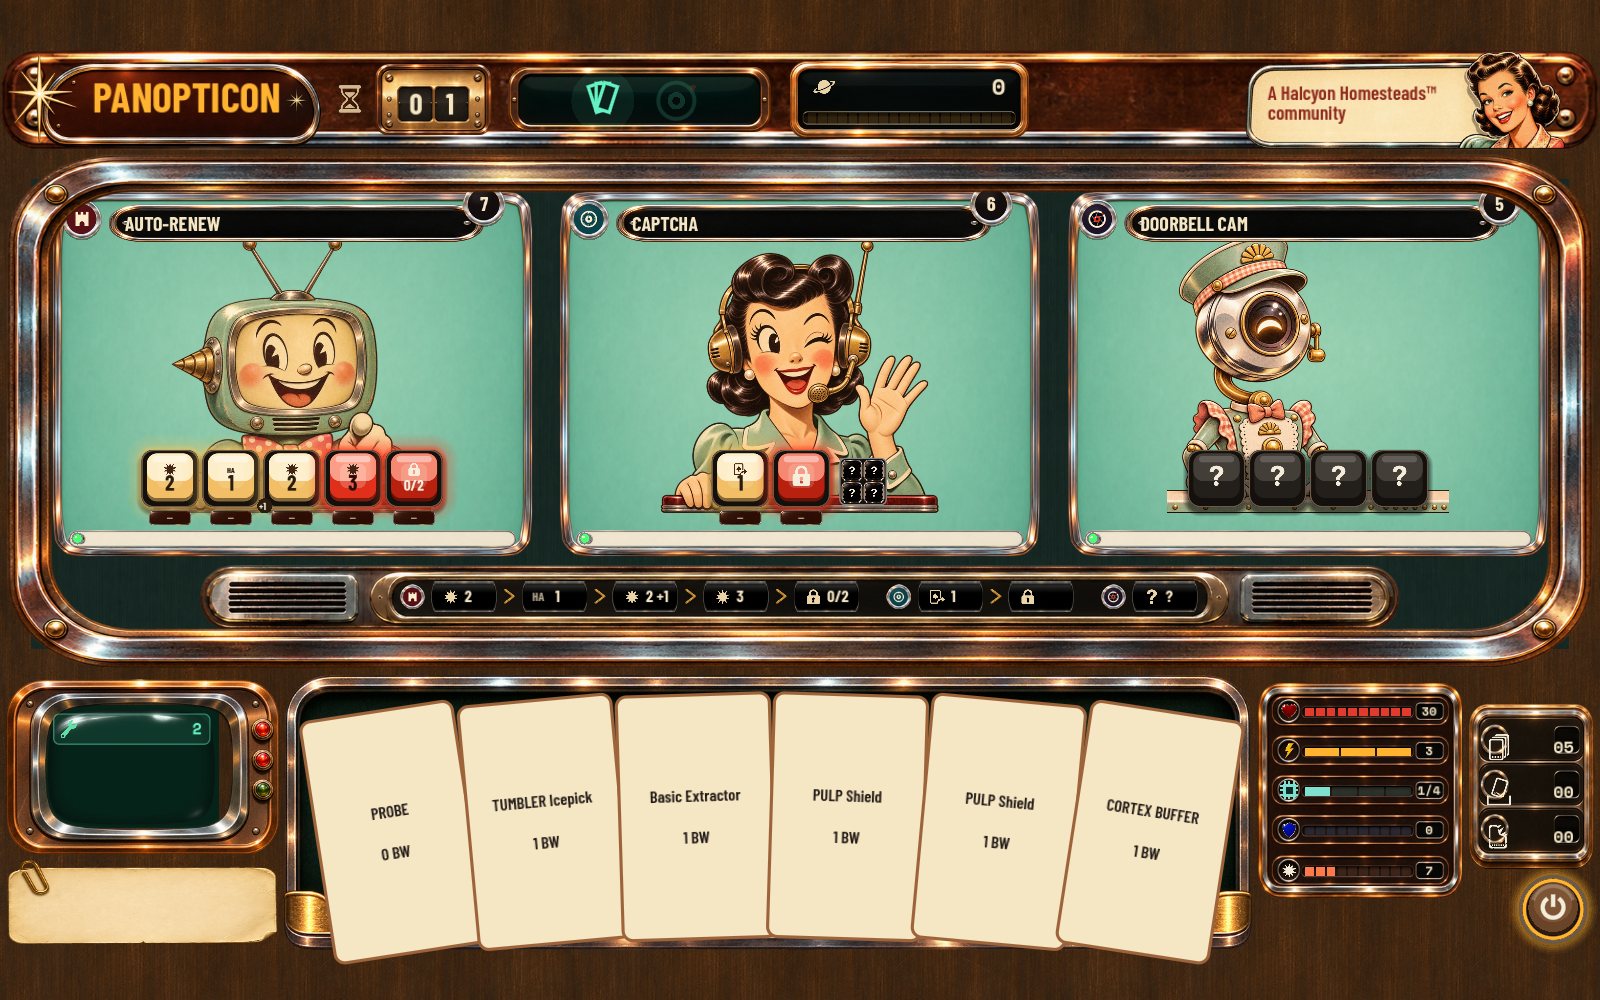 PANOPTICON
01
0
A Halcyon Homesteads™
community
AUTO-RENEW
7
CAPTCHA
6
DOORBELL CAM
5
2
HA
1
+1
2
3
0/2
1
? ?
? ?
? ? ? ?
2
HA 1
2 +1
3
0/2
1
? ?
2
PROBE
0 BW
TUMBLER Icepick
1 BW
Basic Extractor
1 BW
PULP Shield
1 BW
PULP Shield
1 BW
CORTEX BUFFER
1 BW
30
3
1/4
0
7
05
00
00